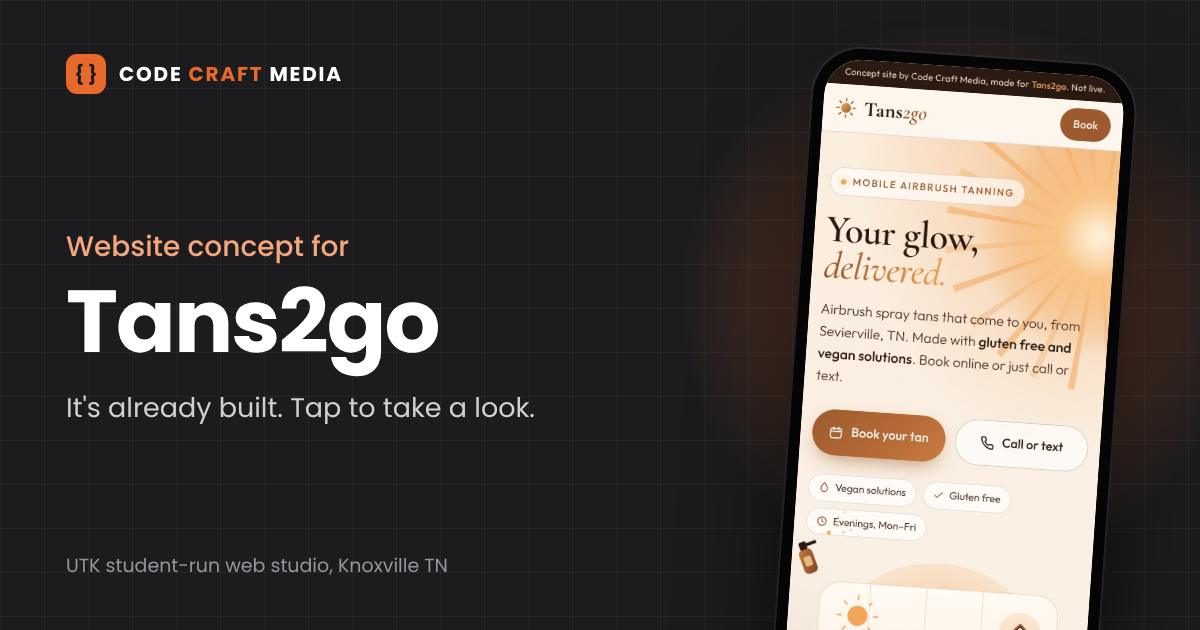 { } CODE CRAFT MEDIA
Website concept for
Tans2go
It's already built. Tap to take a look.
UTK student-run web studio, Knoxville TN
Concept site by Code Craft Media, made for Tans2go. Not live.
Tans2go
Book
MOBILE AIRBRUSH TANNING
Your glow,
delivered.
Airbrush spray tans that come to you, from
Sevierville, TN. Made with gluten free and
vegan solutions. Book online or just call or
text.
Book your tan
Call or text
Vegan solutions
Gluten free
Evenings, Mon–Fri